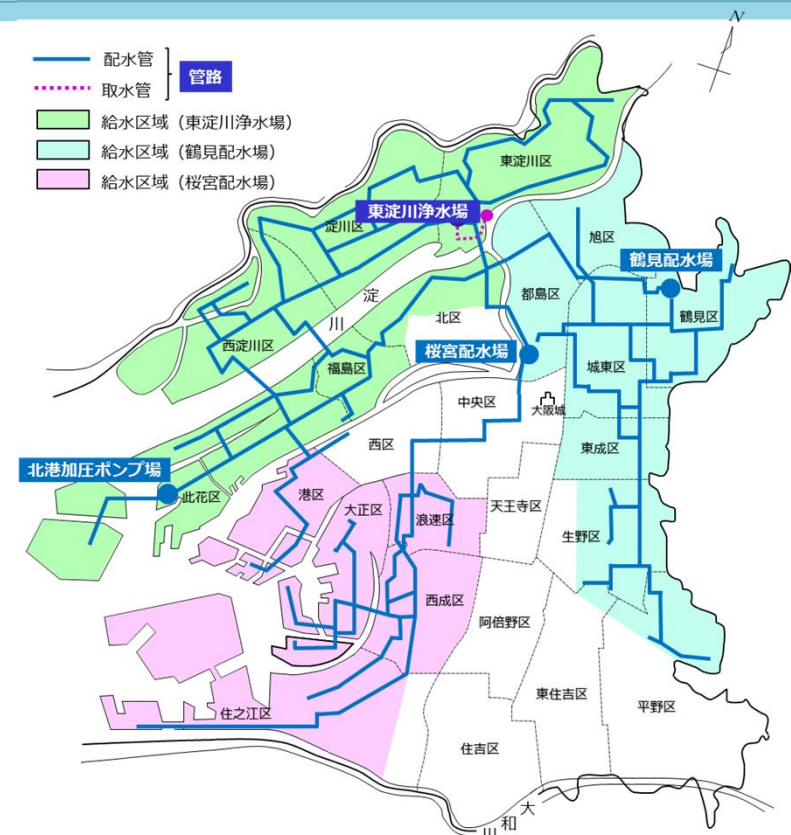 N
配水管
取水管
管路
給水区域（東淀川浄水場）
給水区域（鶴見配水場）
給水区域（桜宮配水場）
東淀川区
東淀川浄水場
淀川区
旭区
鶴見配水場
都島区
鶴見区
淀
川
北区
西淀川区
桜宮配水場
福島区
城東区
中央区
大阪城
西区
東成区
北港加圧ポンプ場
此花区
港区
大正区
浪速区
天王寺区
生野区
西成区
阿倍野区
東住吉区
平野区
住之江区
住吉区
大
和
川